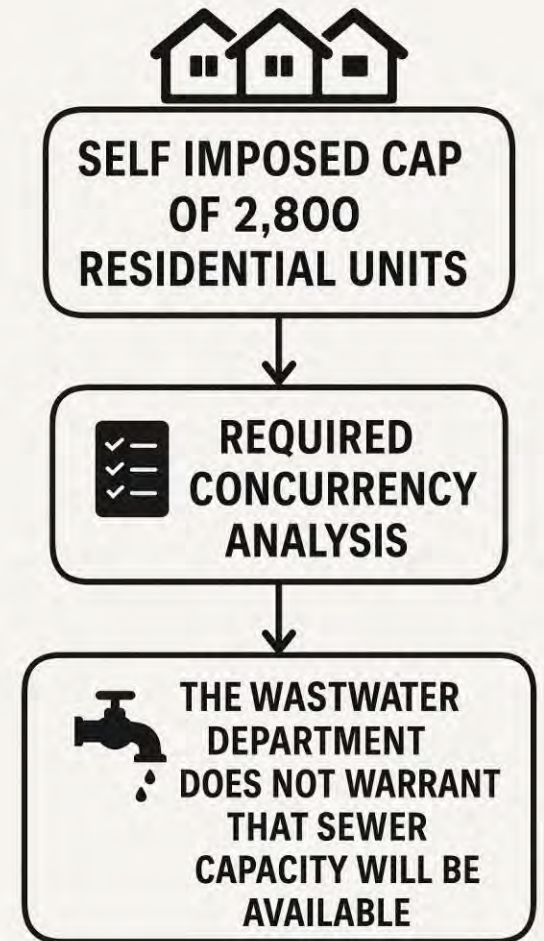 SELF IMPOSED CAP
OF 2,800
RESIDENTIAL UNITS
REQUIRED
CONCURRENCY
ANALYSIS
THE WASTWATER
DEPARTMENT
DOES NOT WARRANT
THAT SEWER
CAPACITY WILL BE
AVAILABLE